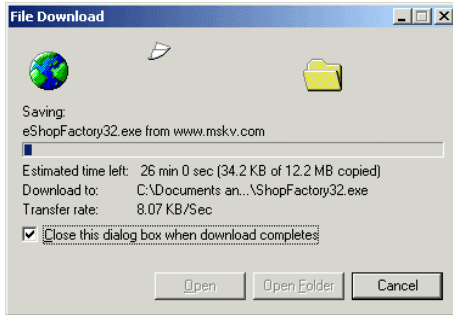 File Download
Saving:
eShopFactory32.exe from www.mskv.com
Estimated time left: 26 min 0 sec (34.2 KB of 12.2 MB copied)
Download to: C:\Documents an...\ShopFactory32.exe
Transfer rate: 8.07 KB/Sec
Close this dialog box when download completes
Open Open Folder Cancel